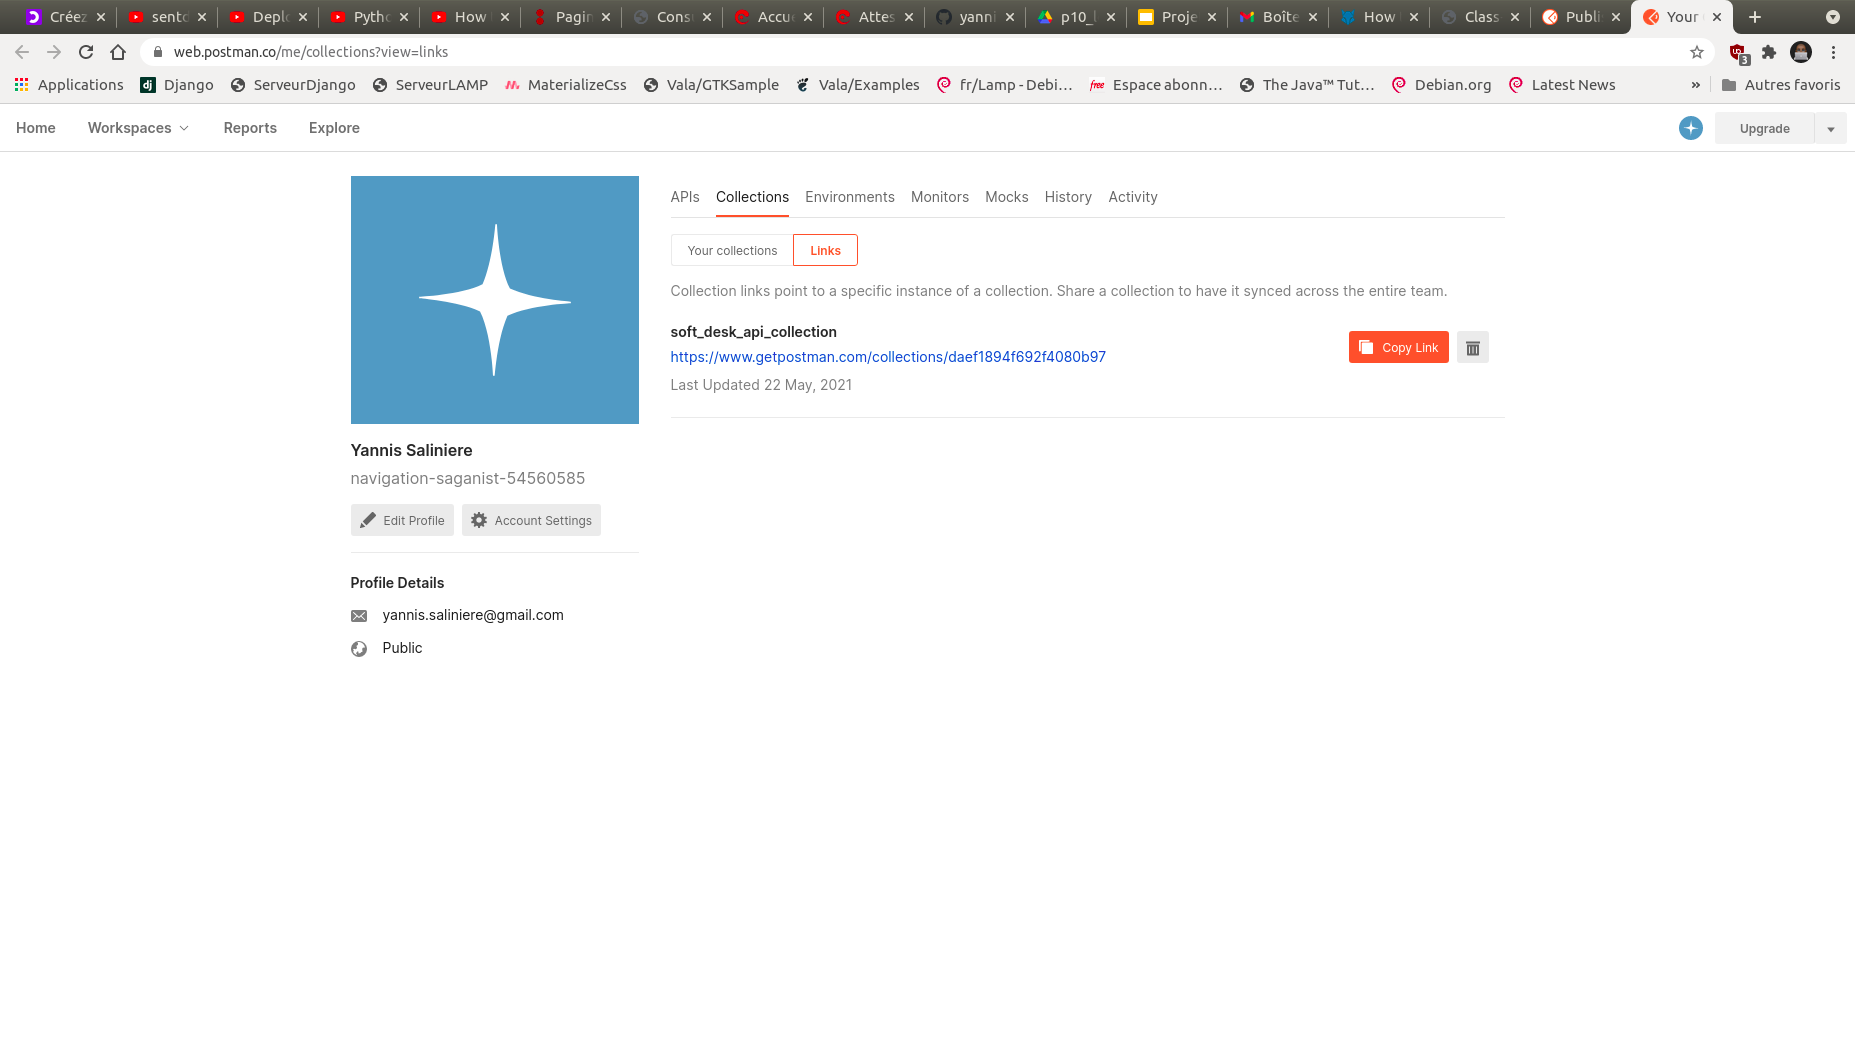 Créez sento Deplo Pytho How Pagin Cons Accu Attes yanni p10_l Proje Boîte How Class Publi Your
web.postman.co/me/collections?view=links
3
Applications Django ServeurDjango ServeurLAMP MaterializeCss Vala/GTKSample Vala/Examples fr/Lamp - Debi… free Espace abonn… The Java™ Tut… Debian.org Latest News » Autres favoris
Home Workspaces Reports Explore Upgrade
APIs Collections Environments Monitors Mocks History Activity
Your collections Links
Collection links point to a specific instance of a collection. Share a collection to have it synced across the entire team.
soft_desk_api_collection
https://www.getpostman.com/collections/daef1894f692f4080b97
Copy Link
Last Updated 22 May, 2021
Yannis Saliniere
navigation-saganist-54560585
Edit Profile Account Settings
Profile Details
yannis.saliniere@gmail.com
Public